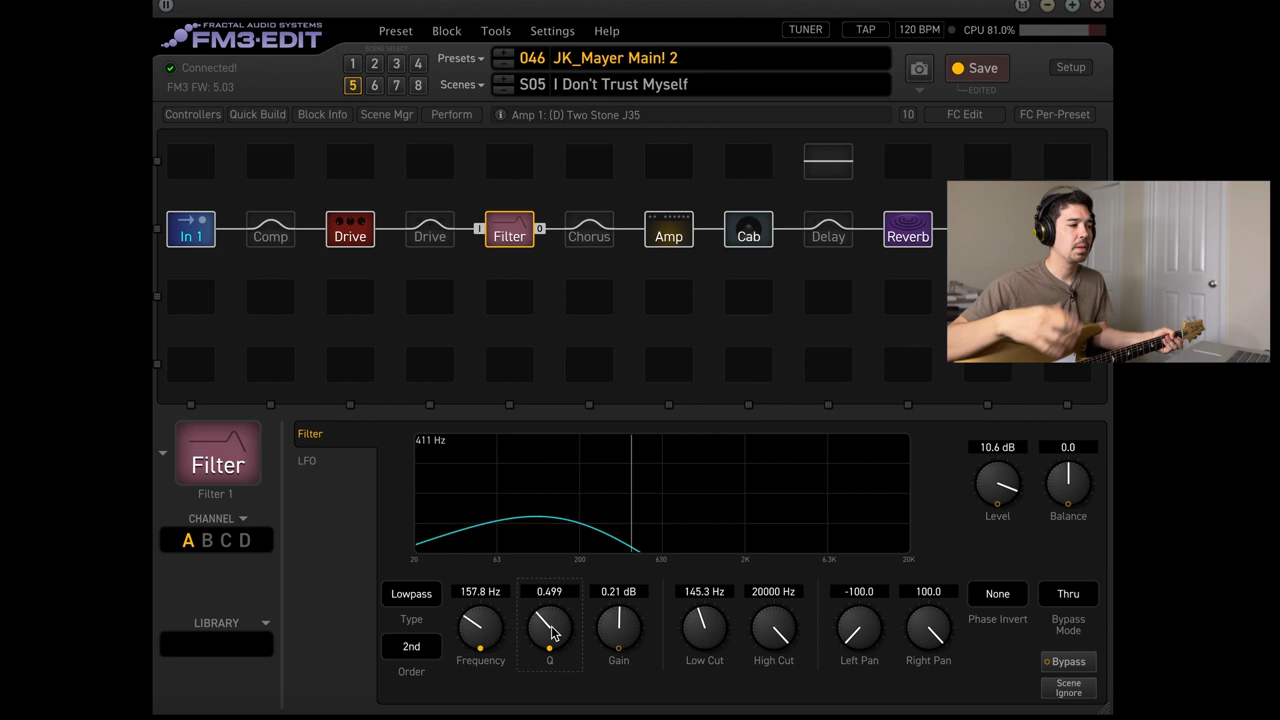 FRACTAL AUDIO SYSTEMS
FM3-EDIT
Preset Block Tools Settings Help
TUNER TAP 120 BPM CPU 81.0%
1:1
SCENE SELECT
1 2 3 4
5 6 7 8
Connected!
FM3 FW: 5.03
Presets 046 JK_Mayer Main! 2
Scenes S05 I Don't Trust Myself
Save
EDITED
Setup
Controllers Quick Build Block Info Scene Mgr Perform Amp 1: (D) Two Stone J35 10 FC Edit FC Per-Preset
In 1 Comp Drive Drive I Filter O Chorus Amp Cab Delay Reverb
Filter
Filter 1
CHANNEL
A B C D
LIBRARY
Filter
LFO
411 Hz
20 63 200 630 2K 6.3K 20K
10.6 dB 0.0
Level Balance
Lowpass
Type
2nd
Order
157.8 Hz 0.499 0.21 dB 145.3 Hz 20000 Hz -100.0 100.0
Frequency Q Gain Low Cut High Cut Left Pan Right Pan
None
Phase Invert
Thru
Bypass
Mode
Bypass
Scene
Ignore